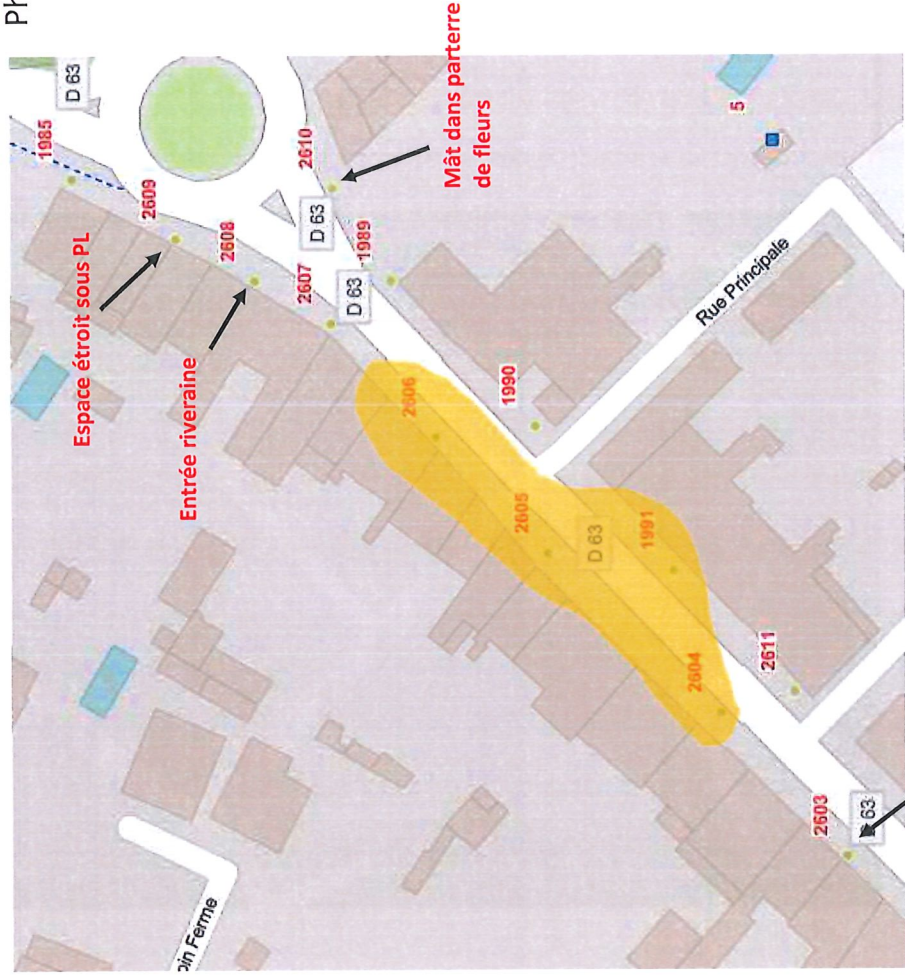 Ph
D 63
1985
2609
2610
Mât dans parterre
de fleurs
5
Espace étroit sous PL
2608
D 63
1989
2607
D 63
Rue Principale
Entrée riveraine
2606
1990
2605
D 63
1991
2604
2611
2603
D 63
oin Ferme